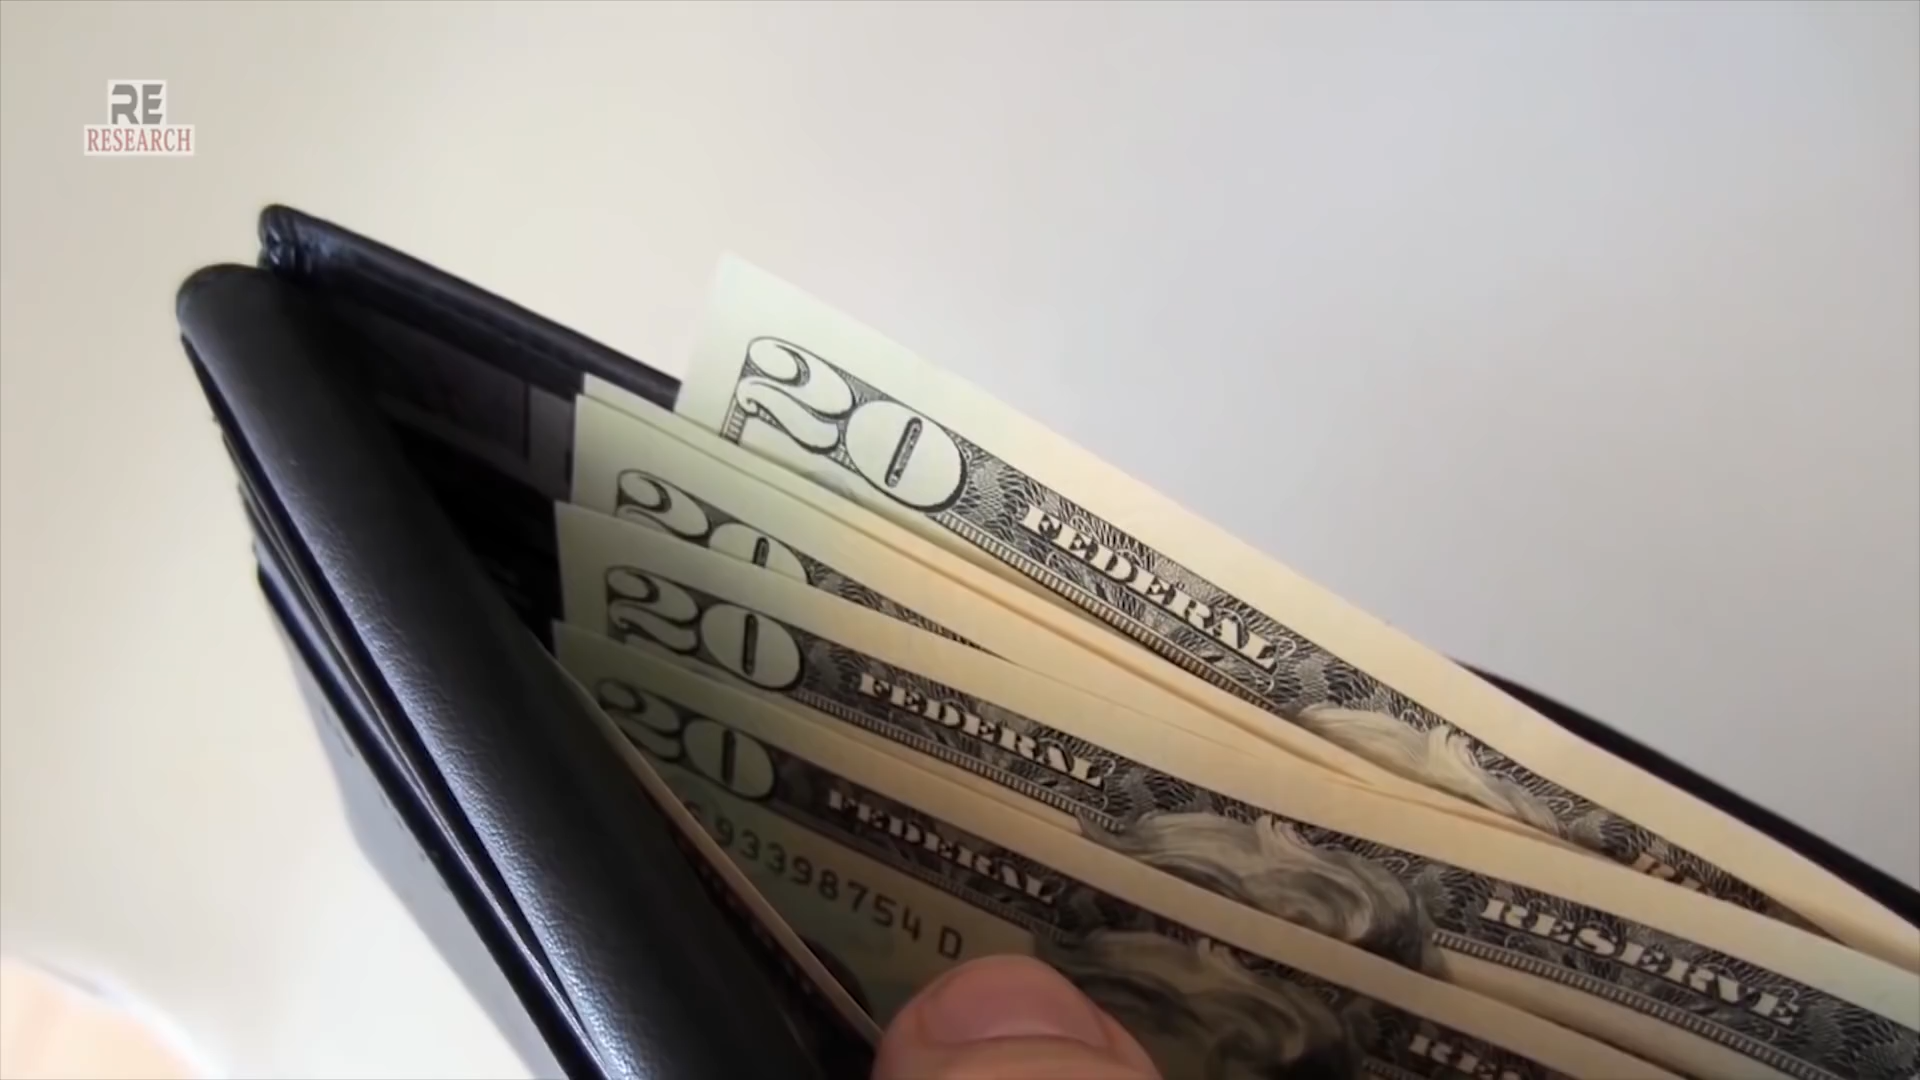 RE
RESEARCH
20 FEDERAL
20
20 FEDERAL RESERVE
20 FEDERAL
93398754 D